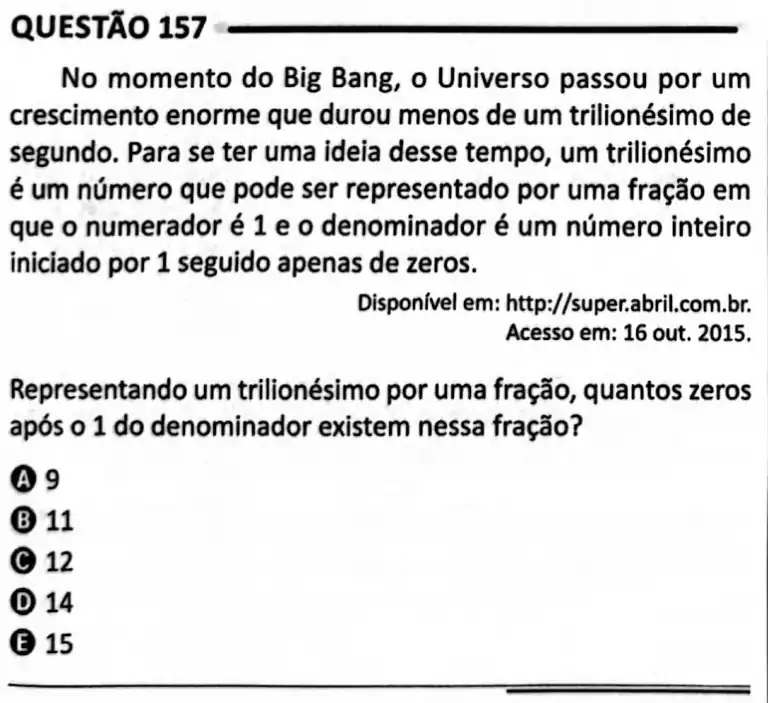 QUESTÃO 157
No momento do Big Bang, o Universo passou por um
crescimento enorme que durou menos de um trilionésimo de
segundo. Para se ter uma ideia desse tempo, um trilionésimo
é um número que pode ser representado por uma fração em
que o numerador é 1 e o denominador é um número inteiro
iniciado por 1 seguido apenas de zeros.
Disponível em: http://super.abril.com.br.
Acesso em: 16 out. 2015.
Representando um trilionésimo por uma fração, quantos zeros
após o 1 do denominador existem nessa fração?
A 9
B 11
C 12
D 14
E 15